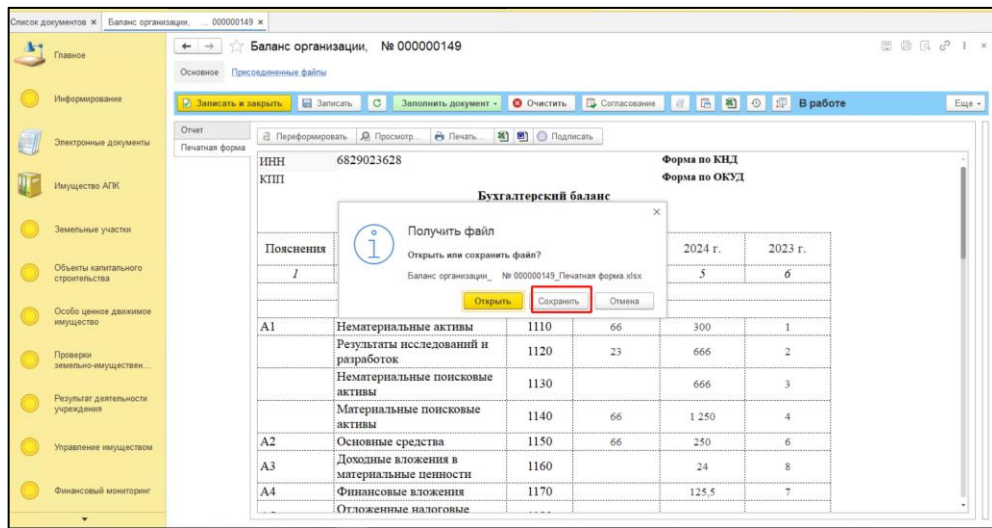 Список документов × Баланс организации, ... 000000149 ×
Главное
Информирование
Электронные документы
Имущество АПК
Земельные участки
Объекты капитального
строительства
Особо ценное движимое
имущество
Проверки
земельно-имуществен...
Результат деятельности
учреждения
Управление имуществом
Финансовый мониторинг
Баланс организации, № 000000149
Основное Присоединенные файлы
Записать и закрыть Записать Заполнить документ Очистить Согласование В работе Еще
Отчет
Печатная форма
Переформировать Просмотр... Печать... Подписать
ИНН 6829023628 Форма по КНД
КПП Форма по ОКУД
Бухгалтерский баланс
Получить файл
Открыть или сохранить файл?
Баланс организации_ № 000000149_Печатная форма.xlsx
Открыть Сохранить Отмена
Пояснения 2024 г. 2023 г.
1 5 6
А1 Нематериальные активы 1110 66 300 1
Результаты исследований и
разработок 1120 23 666 2
Нематериальные поисковые
активы 1130 666 3
Материальные поисковые
активы 1140 66 1 250 4
А2 Основные средства 1150 66 250 6
А3 Доходные вложения в
материальные ценности 1160 24 8
А4 Финансовые вложения 1170 125,5 7
Отложенные налоговые